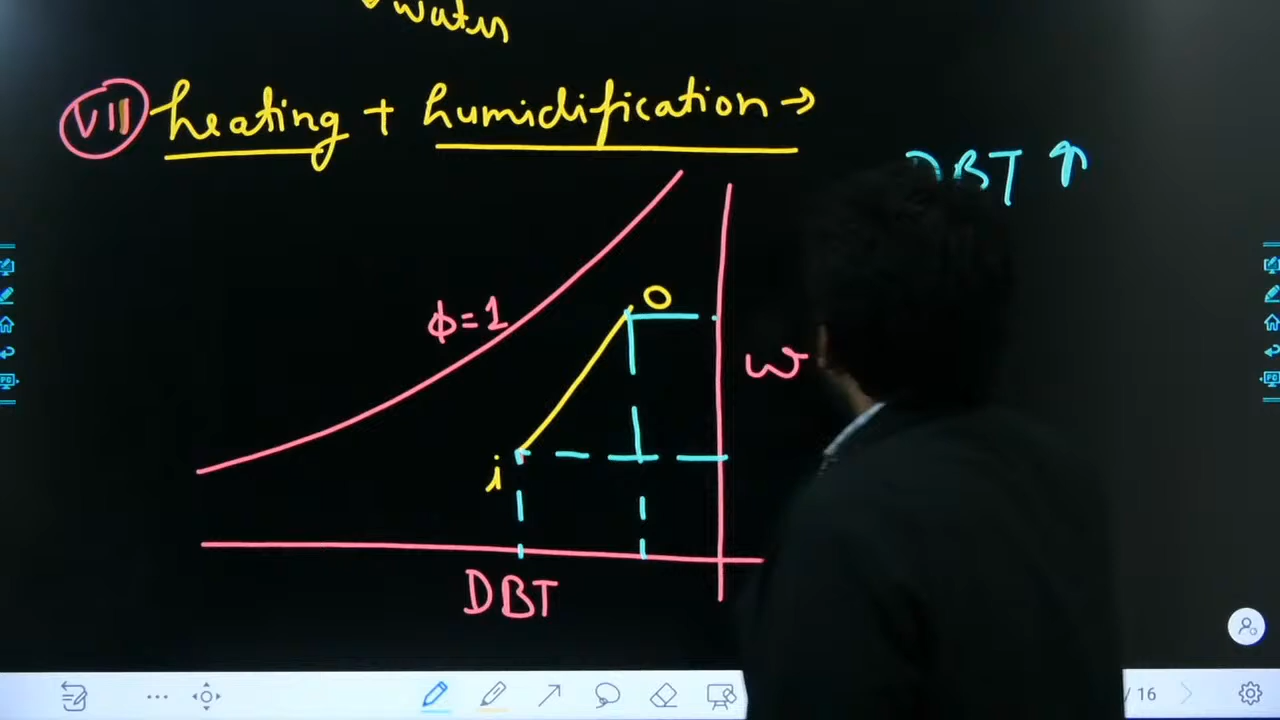 water
VII heating + humidification →
DBT ↑
φ=1
O
w
i
DBT
/ 16